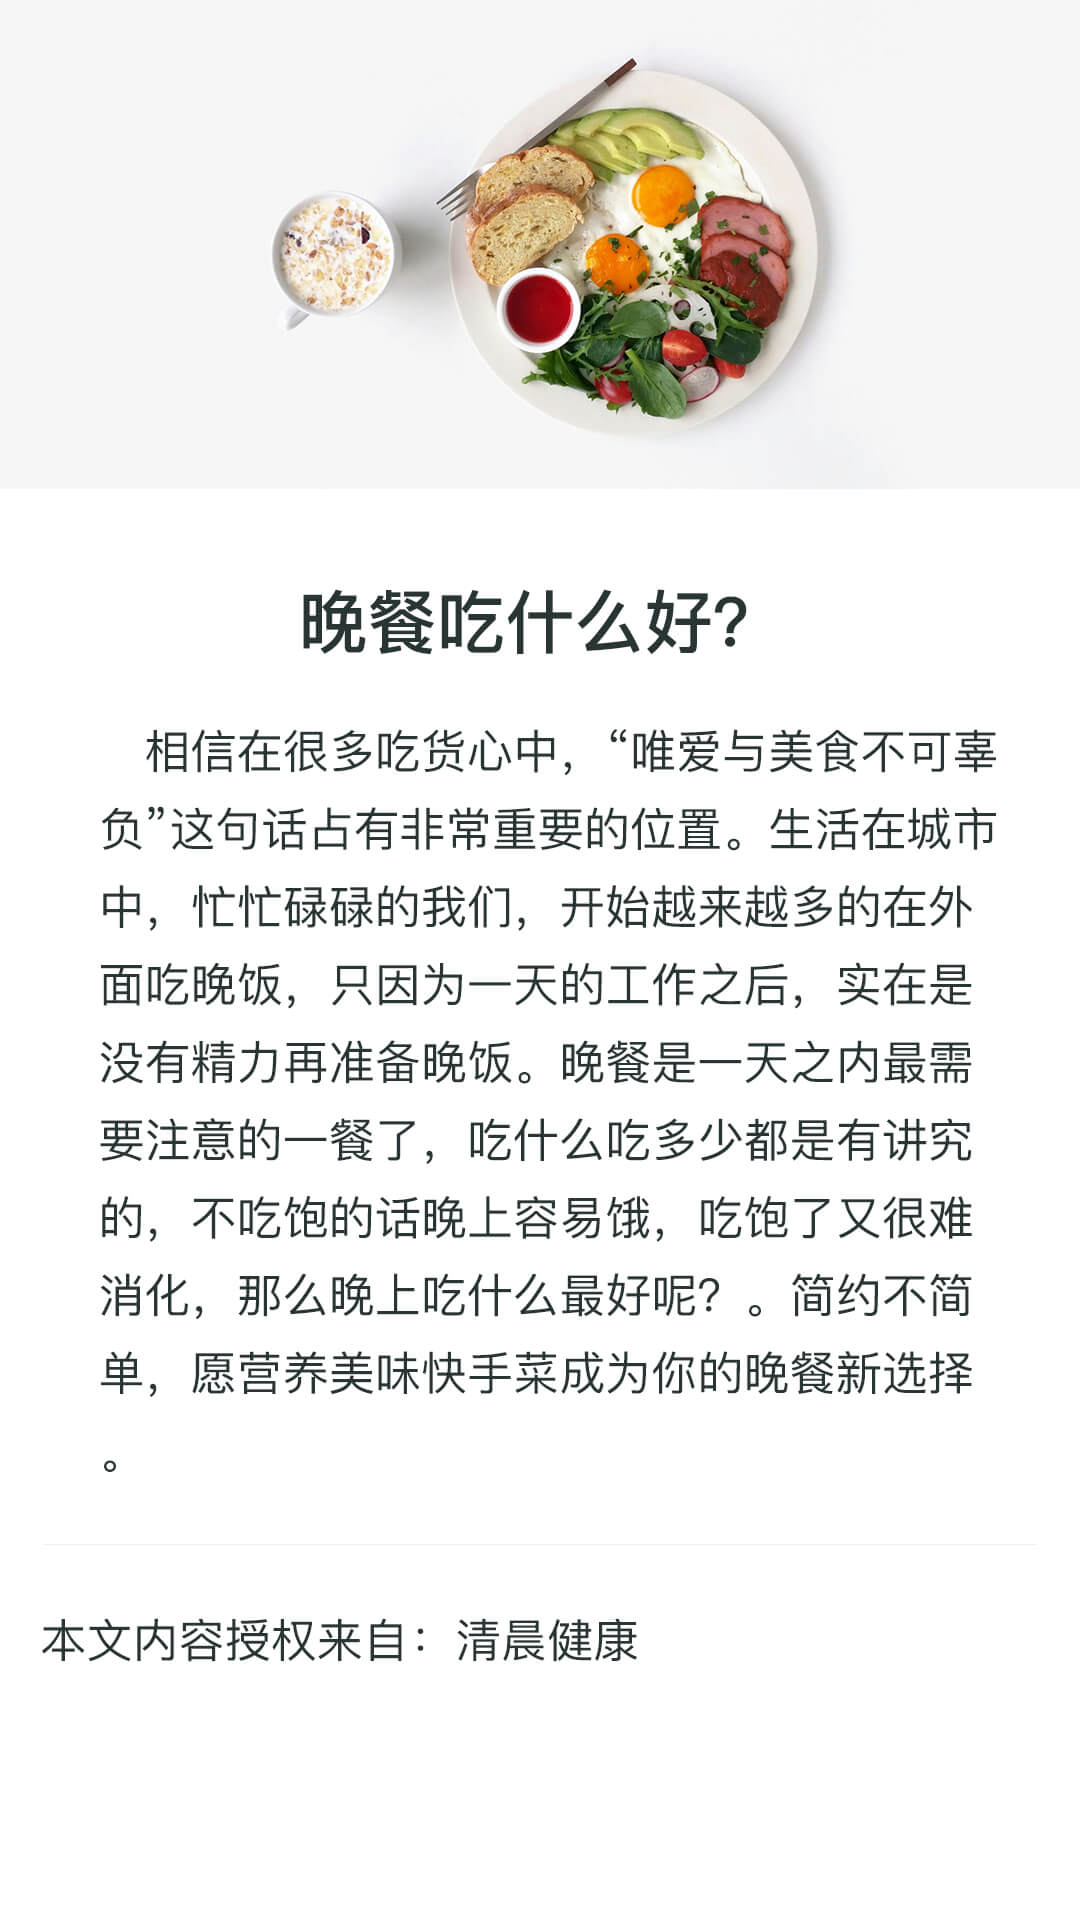 晚餐吃什么好?
相信在很多吃货心中，“唯爱与美食不可辜
负”这句话占有非常重要的位置。生活在城市
中，忙忙碌碌的我们，开始越来越多的在外
面吃晚饭，只因为一天的工作之后，实在是
没有精力再准备晚饭。晚餐是一天之内最需
要注意的一餐了，吃什么吃多少都是有讲究
的，不吃饱的话晚上容易饿，吃饱了又很难
消化，那么晚上吃什么最好呢？。简约不简
单，愿营养美味快手菜成为你的晚餐新选择
。
本文内容授权来自：清晨健康